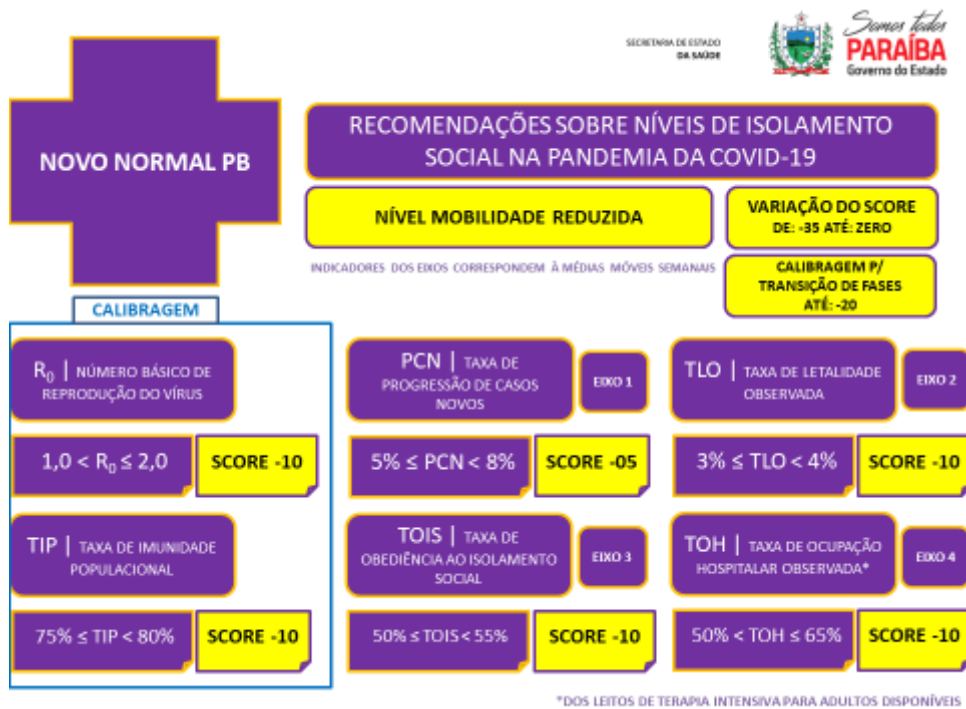 SECRETARIA DE ESTADO
DA SAÚDE
Somos todos
PARAÍBA
Governo do Estado
NOVO NORMAL PB
RECOMENDAÇÕES SOBRE NÍVEIS DE ISOLAMENTO
SOCIAL NA PANDEMIA DA COVID-19
NÍVEL MOBILIDADE REDUZIDA
VARIAÇÃO DO SCORE
DE: -35 ATÉ: ZERO
INDICADORES DOS EIXOS CORRESPONDEM À MÉDIAS MÓVEIS SEMANAIS
CALIBRAGEM P/
TRANSIÇÃO DE FASES
ATÉ: -20
CALIBRAGEM
R₀ | NÚMERO BÁSICO DE
REPRODUÇÃO DO VÍRUS
1,0 < R₀ ≤ 2,0
SCORE -10
TIP | TAXA DE IMUNIDADE
POPULACIONAL
75% ≤ TIP < 80%
SCORE -10
PCN | TAXA DE
PROGRESSÃO DE CASOS
NOVOS
EIXO 1
5% ≤ PCN < 8%
SCORE -05
TLO | TAXA DE LETALIDADE
OBSERVADA
EIXO 2
3% ≤ TLO < 4%
SCORE -10
TOIS | TAXA DE
OBEDIÊNCIA AO ISOLAMENTO
SOCIAL
EIXO 3
50% ≤ TOIS < 55%
SCORE -10
TOH | TAXA DE OCUPAÇÃO
HOSPITALAR OBSERVADA*
EIXO 4
50% < TOH ≤ 65%
SCORE -10
*DOS LEITOS DE TERAPIA INTENSIVA PARA ADULTOS DISPONÍVEIS